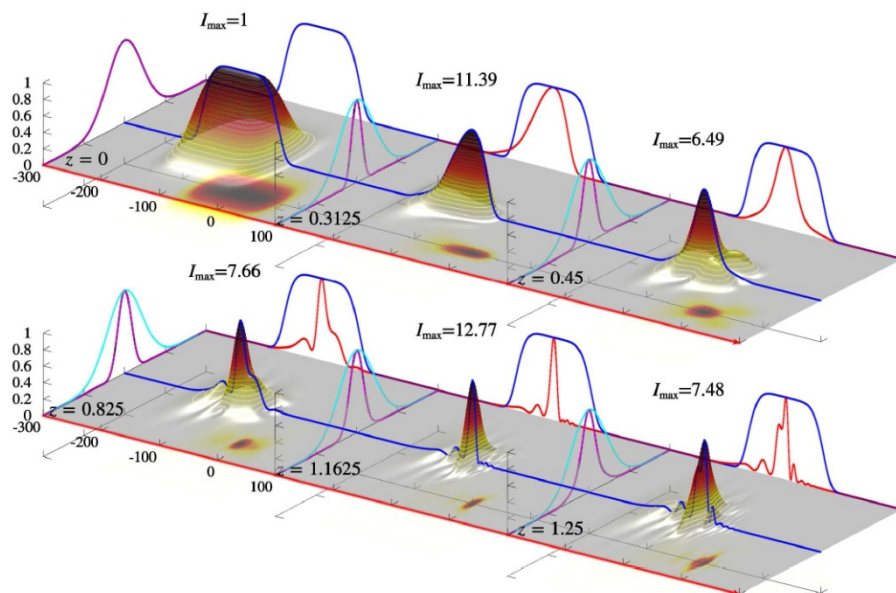 I_max=1
I_max=11.39
I_max=6.49
1
0.8
0.6
0.4
0.2
0
-300
-200
-100
0
100
z = 0
z = 0.3125
z = 0.45
I_max=7.66
I_max=12.77
I_max=7.48
1
0.8
0.6
0.4
0.2
0
-300
-200
-100
0
100
z = 0.825
z = 1.1625
z = 1.25